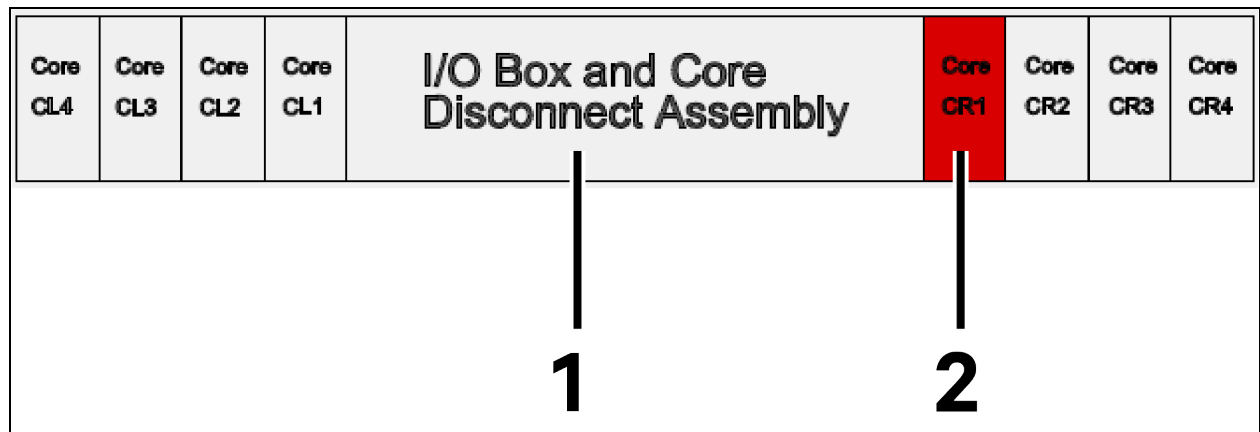 Core Core Core Core I/O Box and Core Core Core Core Core
CL4 CL3 CL2 CL1 Disconnect Assembly CR1 CR2 CR3 CR4
1 2